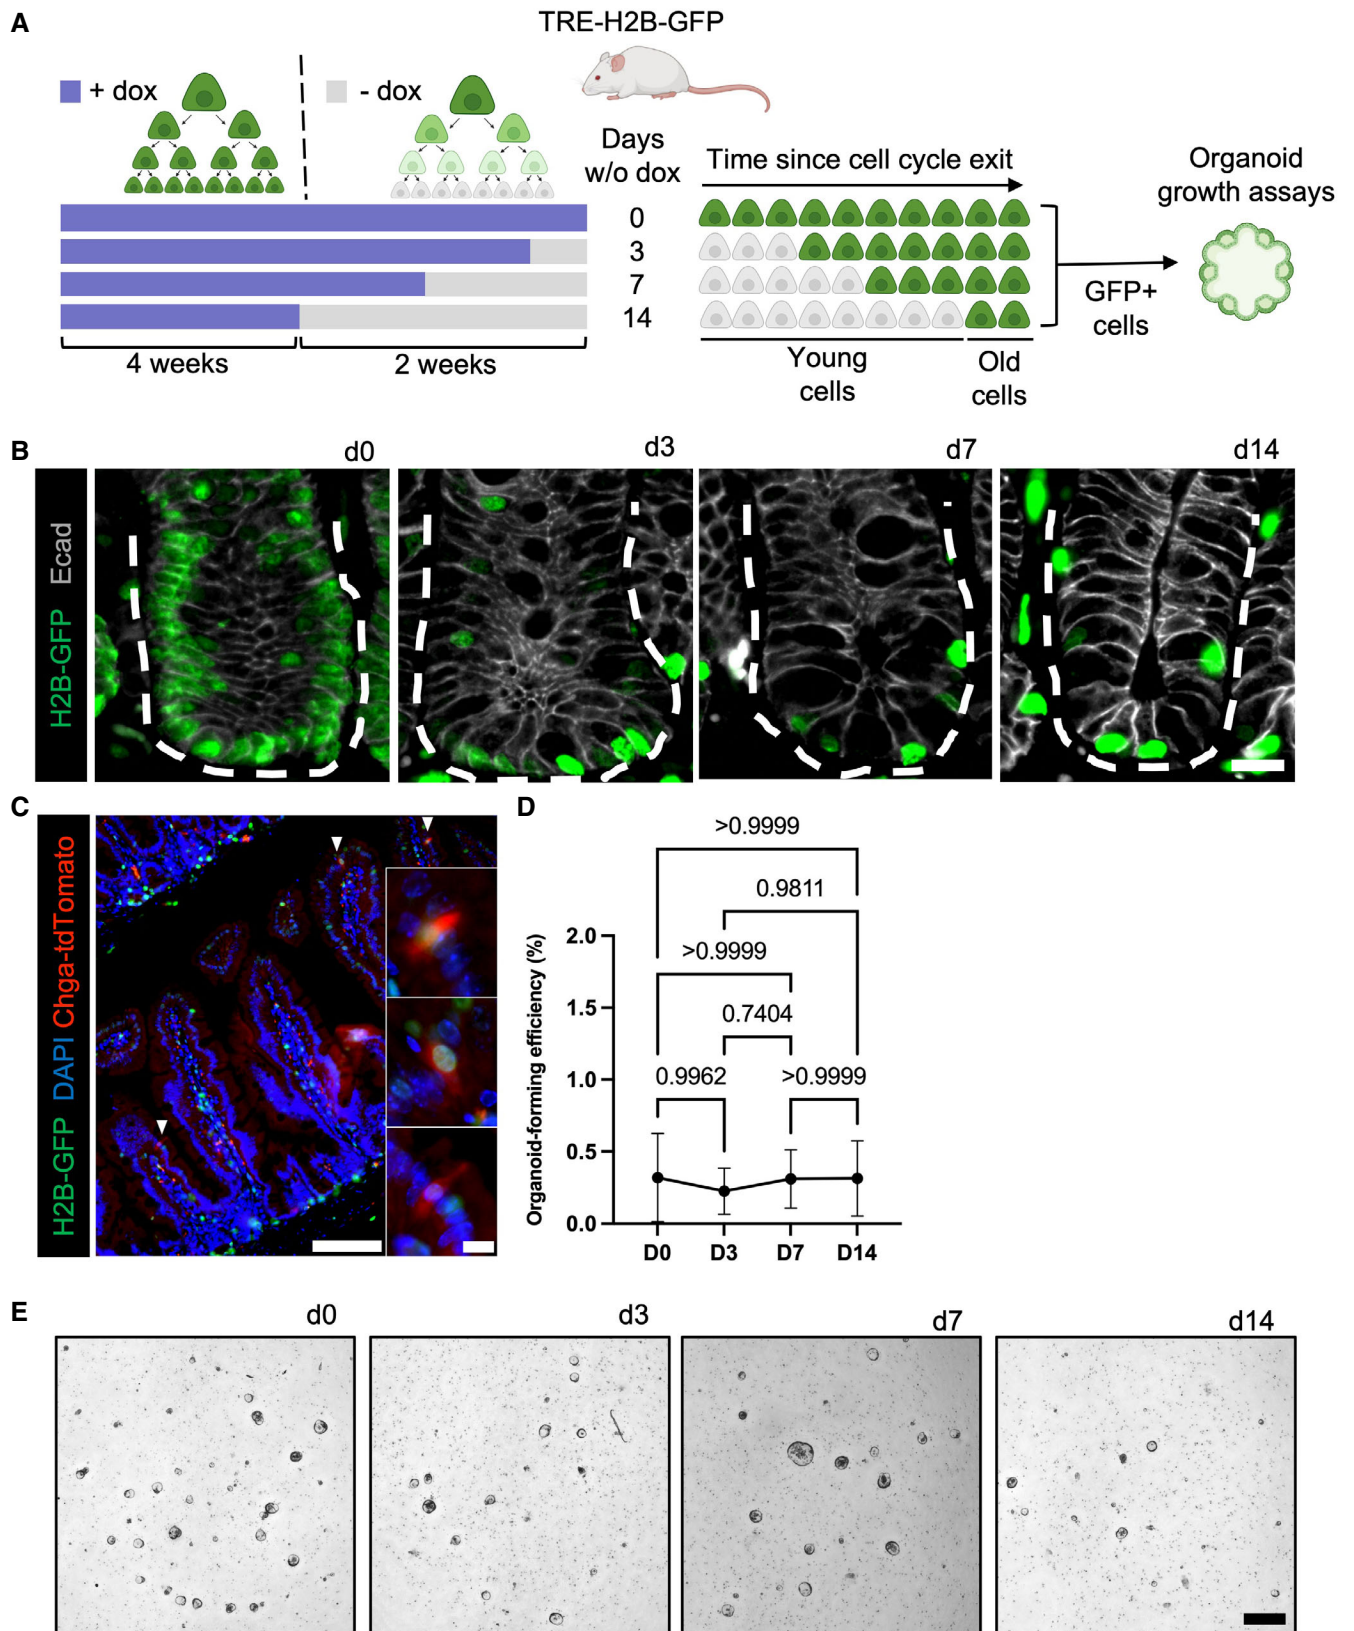 A
TRE-H2B-GFP
+ dox
- dox
Days
w/o dox
Time since cell cycle exit
Organoid
growth assays
0
3
7
14
GFP+
cells
4 weeks
2 weeks
Young
cells
Old
cells
B
d0
d3
d7
d14
H2B-GFP Ecad
C
H2B-GFP DAPI Chga-tdTomato
D
>0.9999
0.9811
>0.9999
0.7404
0.9962
>0.9999
Organoid-forming efficiency (%)
2.0
1.5
1.0
0.5
0.0
D0
D3
D7
D14
E
d0
d3
d7
d14